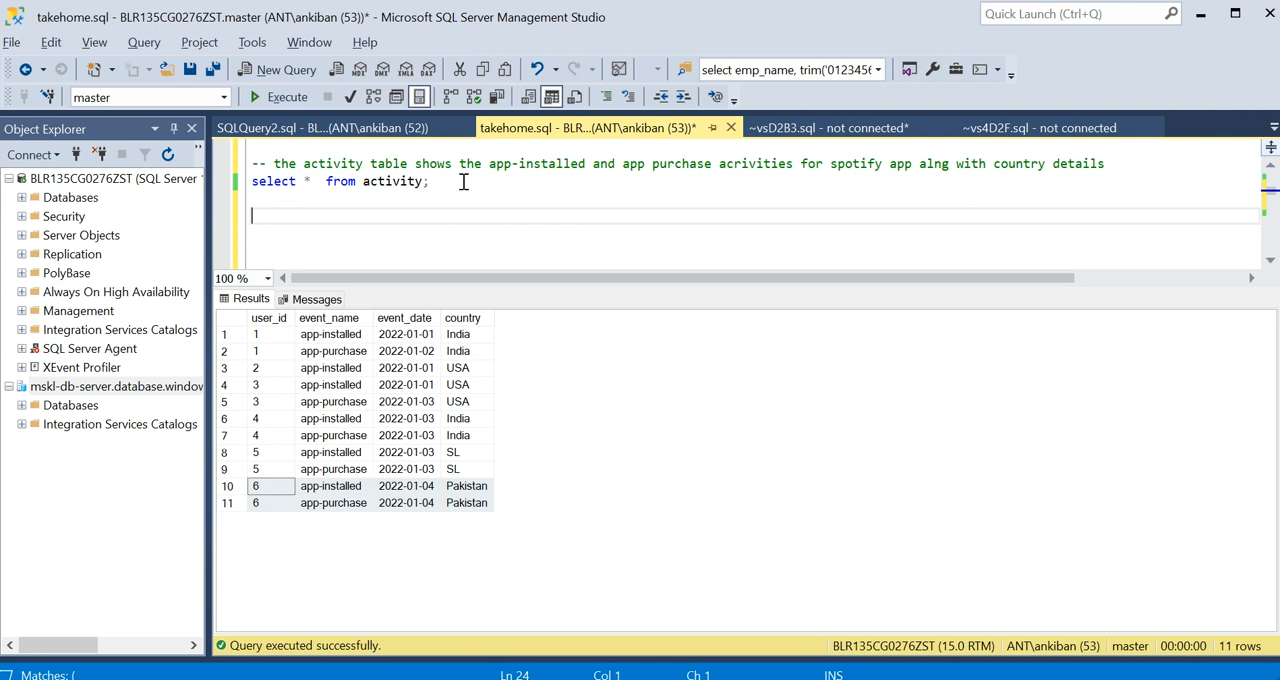 takehome.sql - BLR135CG0276ZST.master (ANT\ankiban (53))* - Microsoft SQL Server Management Studio
Quick Launch (Ctrl+Q)
File Edit View Query Project Tools Window Help
New Query MDX DMX XMLA DAX select emp_name, trim('0123456
master Execute
Object Explorer
SQLQuery2.sql - BL...(ANT\ankiban (52)) takehome.sql - BLR...(ANT\ankiban (53))* ~vsD2B3.sql - not connected* ~vs4D2F.sql - not connected
Connect
BLR135CG0276ZST (SQL Server
Databases
Security
Server Objects
Replication
PolyBase
Always On High Availability
Management
Integration Services Catalogs
SQL Server Agent
XEvent Profiler
mskl-db-server.database.window
Databases
Integration Services Catalogs
-- the activity table shows the app-installed and app purchase acrivities for spotify app alng with country details
select * from activity;
100 %
Results Messages
user_id event_name event_date country
1 1 app-installed 2022-01-01 India
2 1 app-purchase 2022-01-02 India
3 2 app-installed 2022-01-01 USA
4 3 app-installed 2022-01-01 USA
5 3 app-purchase 2022-01-03 USA
6 4 app-installed 2022-01-03 India
7 4 app-purchase 2022-01-03 India
8 5 app-installed 2022-01-03 SL
9 5 app-purchase 2022-01-03 SL
10 6 app-installed 2022-01-04 Pakistan
11 6 app-purchase 2022-01-04 Pakistan
Query executed successfully. BLR135CG0276ZST (15.0 RTM) ANT\ankiban (53) master 00:00:00 11 rows
Matches: ( Ln 24 Col 1 Ch 1 INS